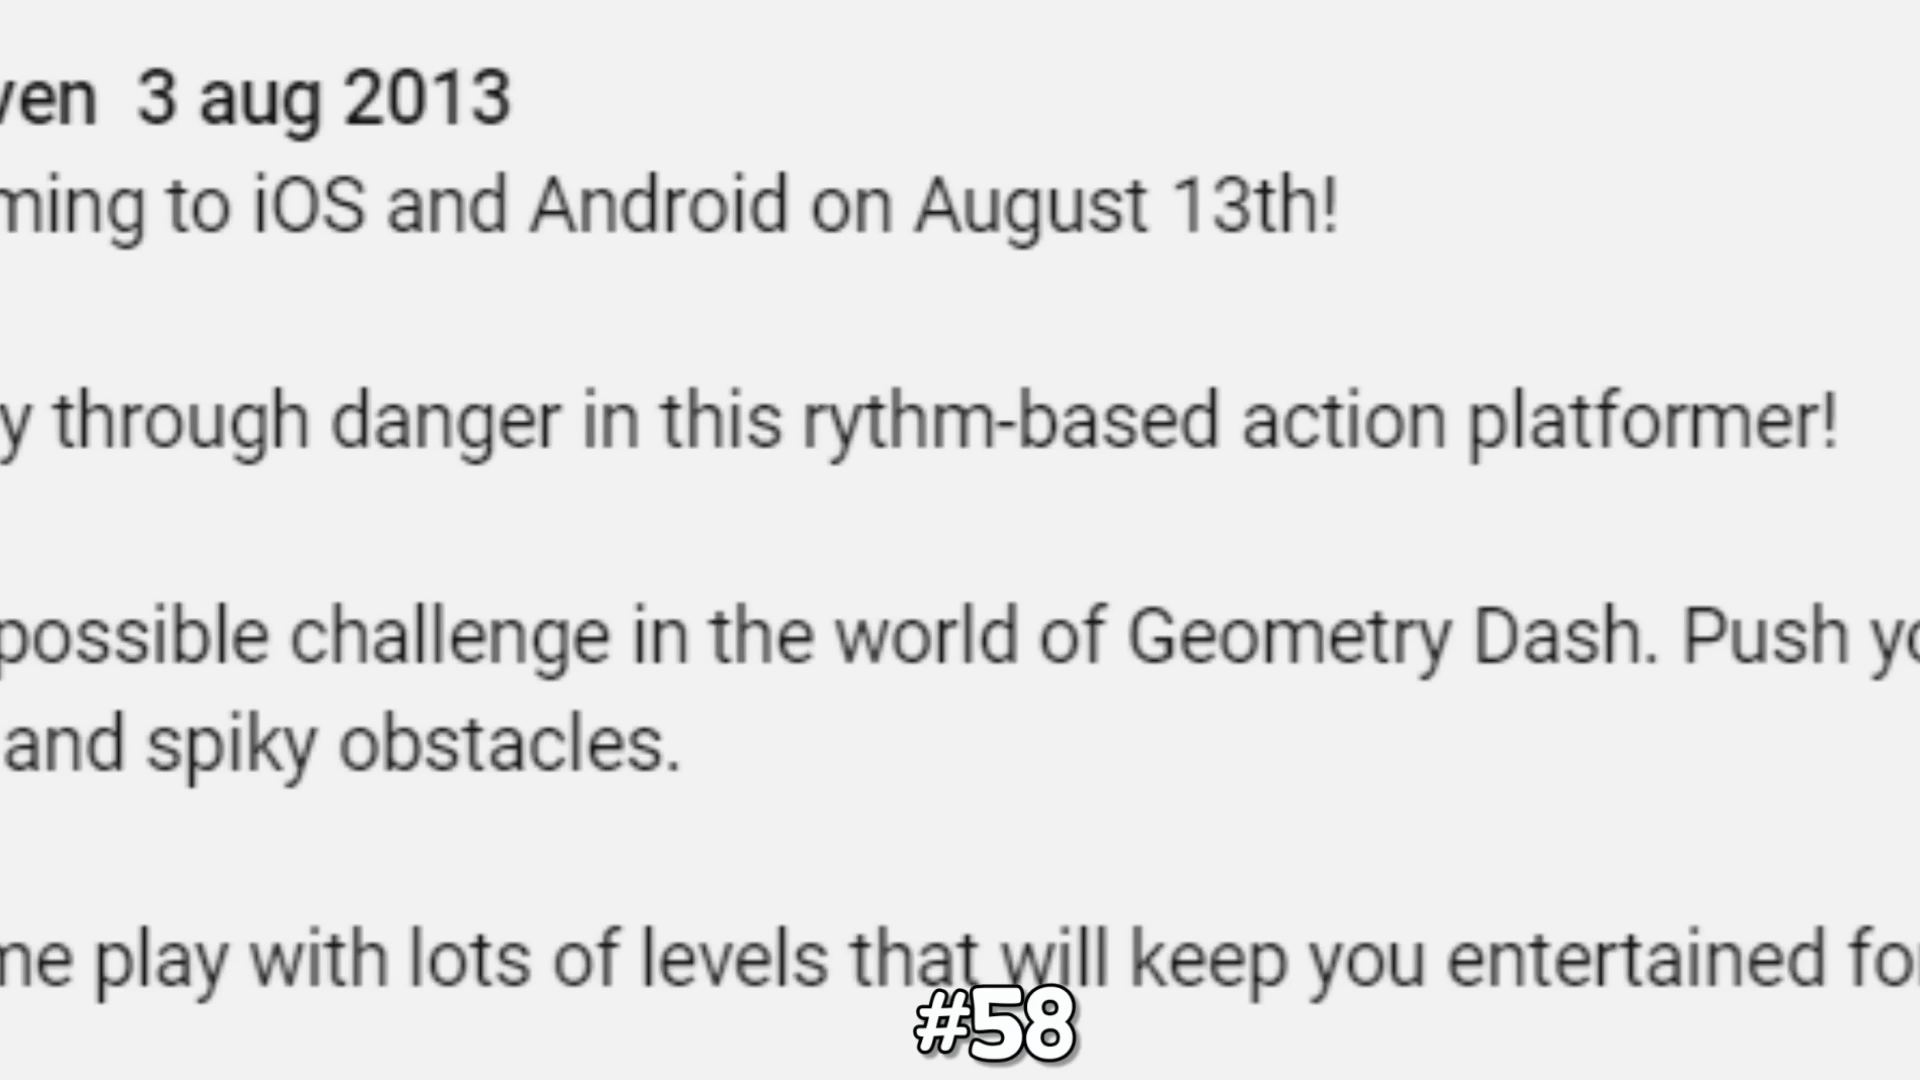 ven 3 aug 2013
ming to iOS and Android on August 13th!
y through danger in this rythm-based action platformer!
possible challenge in the world of Geometry Dash. Push yo
and spiky obstacles.
me play with lots of levels that will keep you entertained for
#58